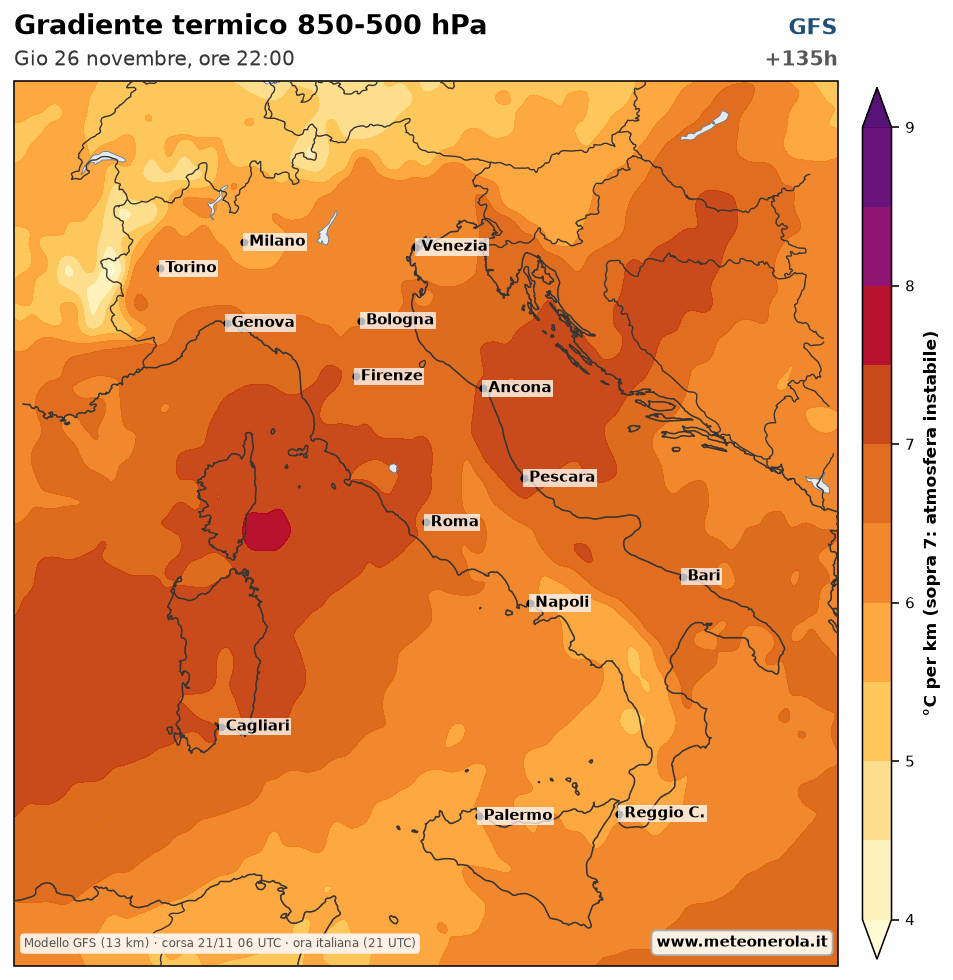 Gradiente termico 850-500 hPa
GFS
Gio 26 novembre, ore 22:00
+135h
Milano
Venezia
Torino
Genova
Bologna
Firenze
Ancona
Pescara
Roma
Bari
Napoli
Cagliari
Palermo
Reggio C.
9
8
7
6
5
4
°C per km (sopra 7: atmosfera instabile)
Modello GFS (13 km) · corsa 21/11 06 UTC · ora italiana (21 UTC)
www.meteonerola.it